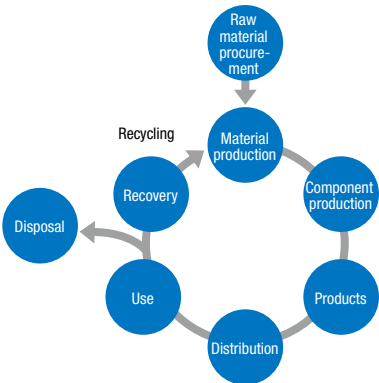 Raw
material
procure-
ment
Recycling
Material
production
Component
production
Recovery
Disposal
Use
Products
Distribution